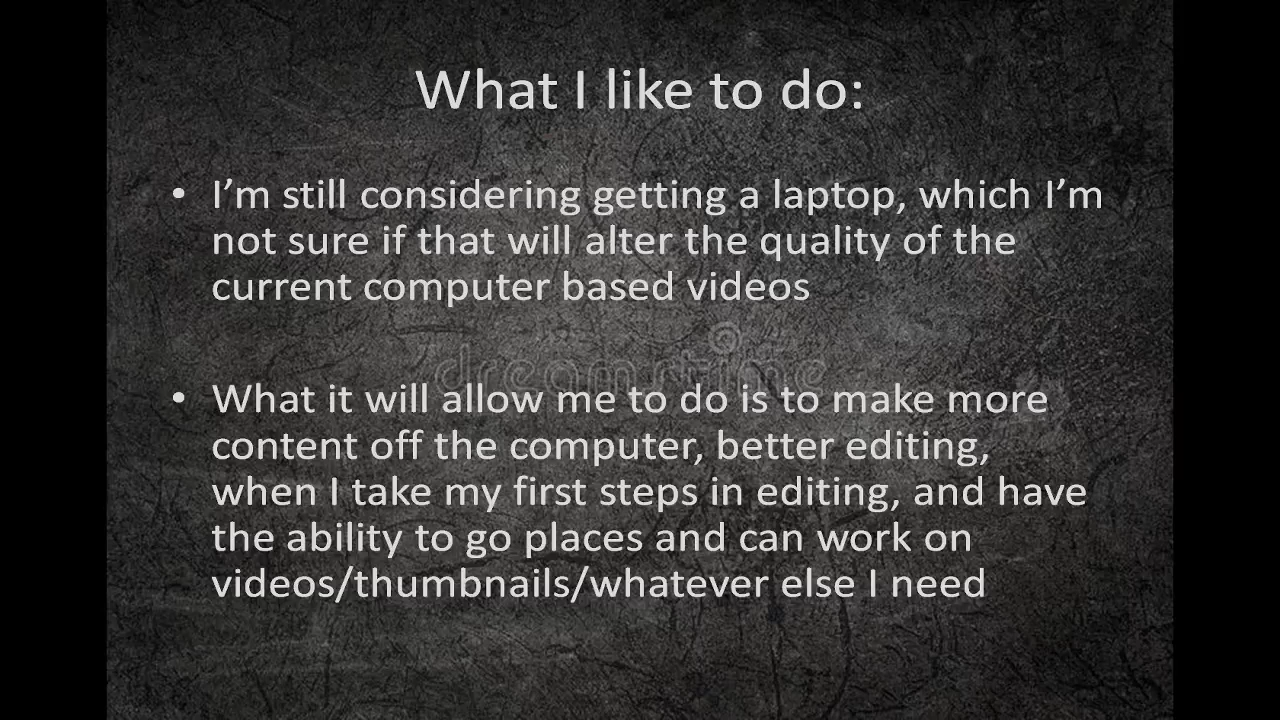 What I like to do:
• I’m still considering getting a laptop, which I’m
not sure if that will alter the quality of the
current computer based videos
dreamstime
• What it will allow me to do is to make more
content off the computer, better editing,
when I take my first steps in editing, and have
the ability to go places and can work on
videos/thumbnails/whatever else I need